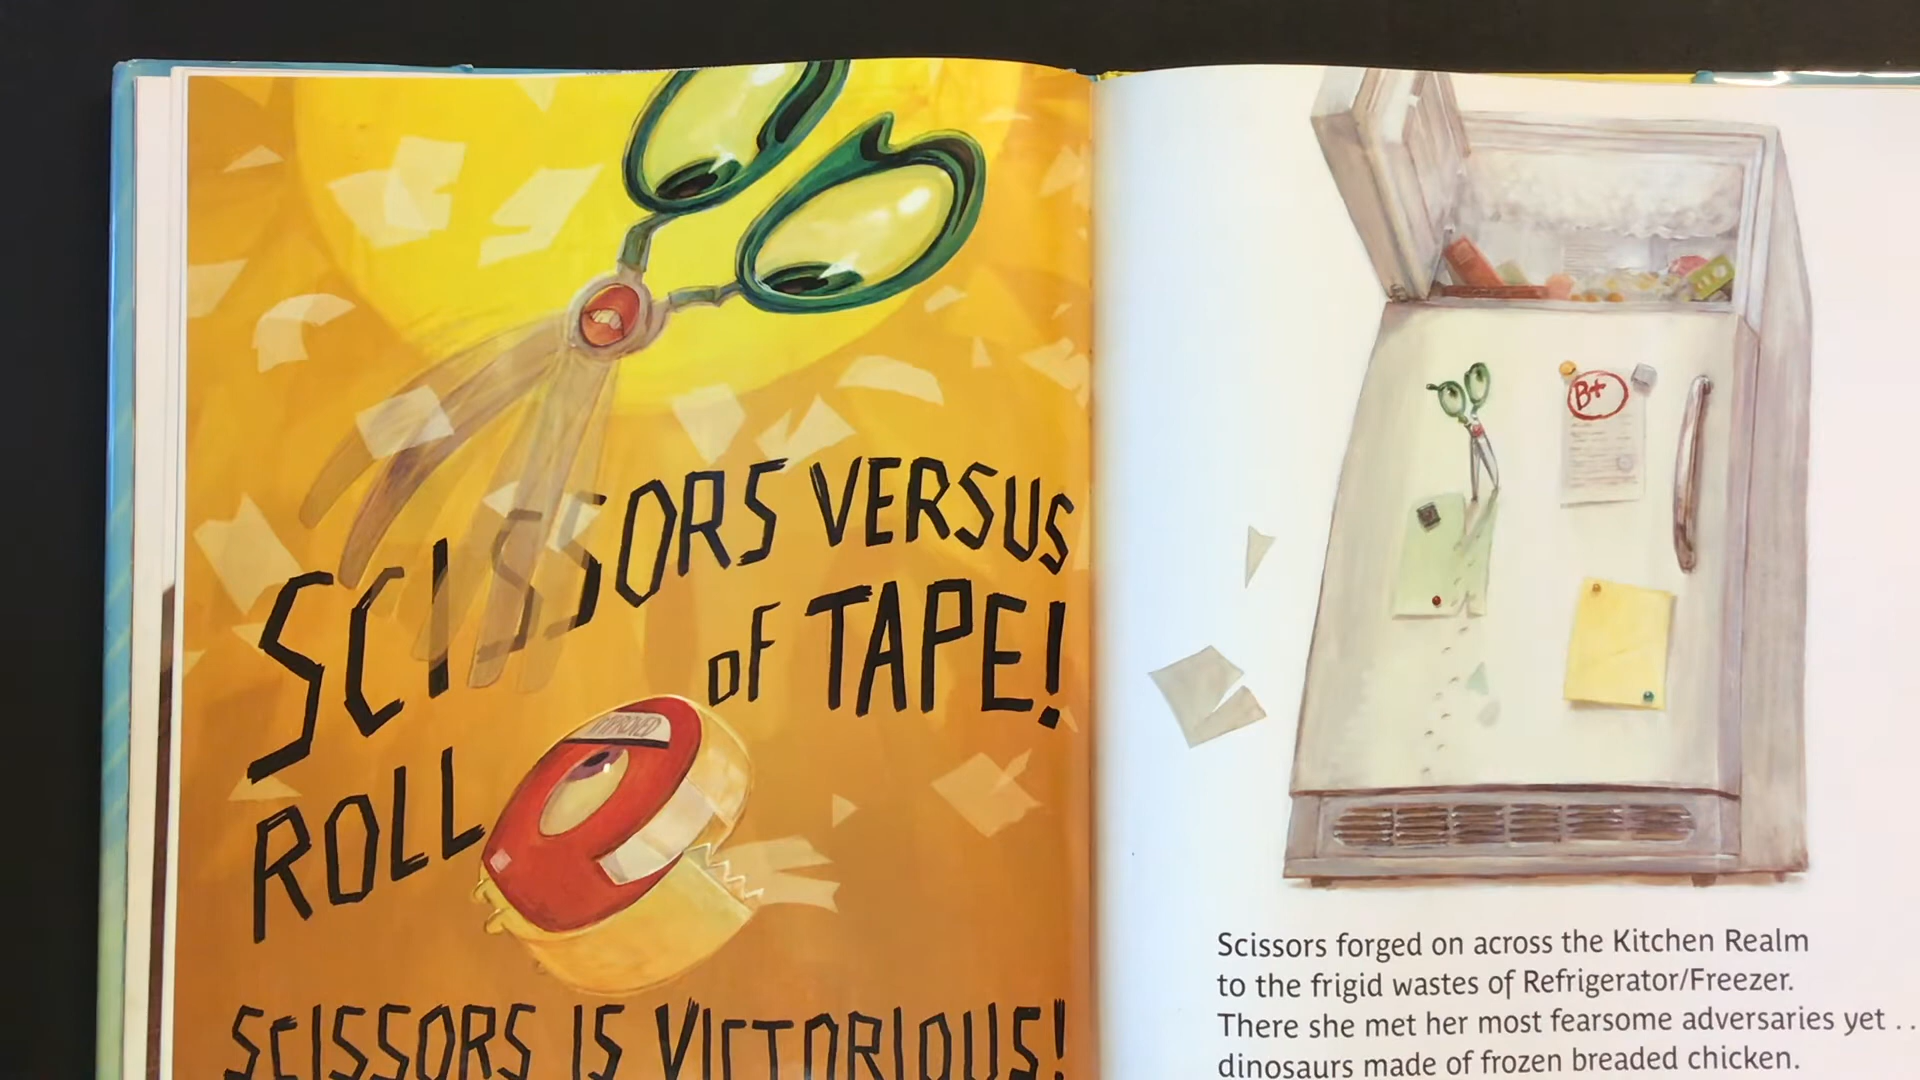 SCISSORS VERSUS
ROLL OF TAPE!
IMPROVED
SCISSORS IS VICTORIOUS!
B+
Scissors forged on across the Kitchen Realm
to the frigid wastes of Refrigerator/Freezer.
There she met her most fearsome adversaries yet . .
dinosaurs made of frozen breaded chicken.